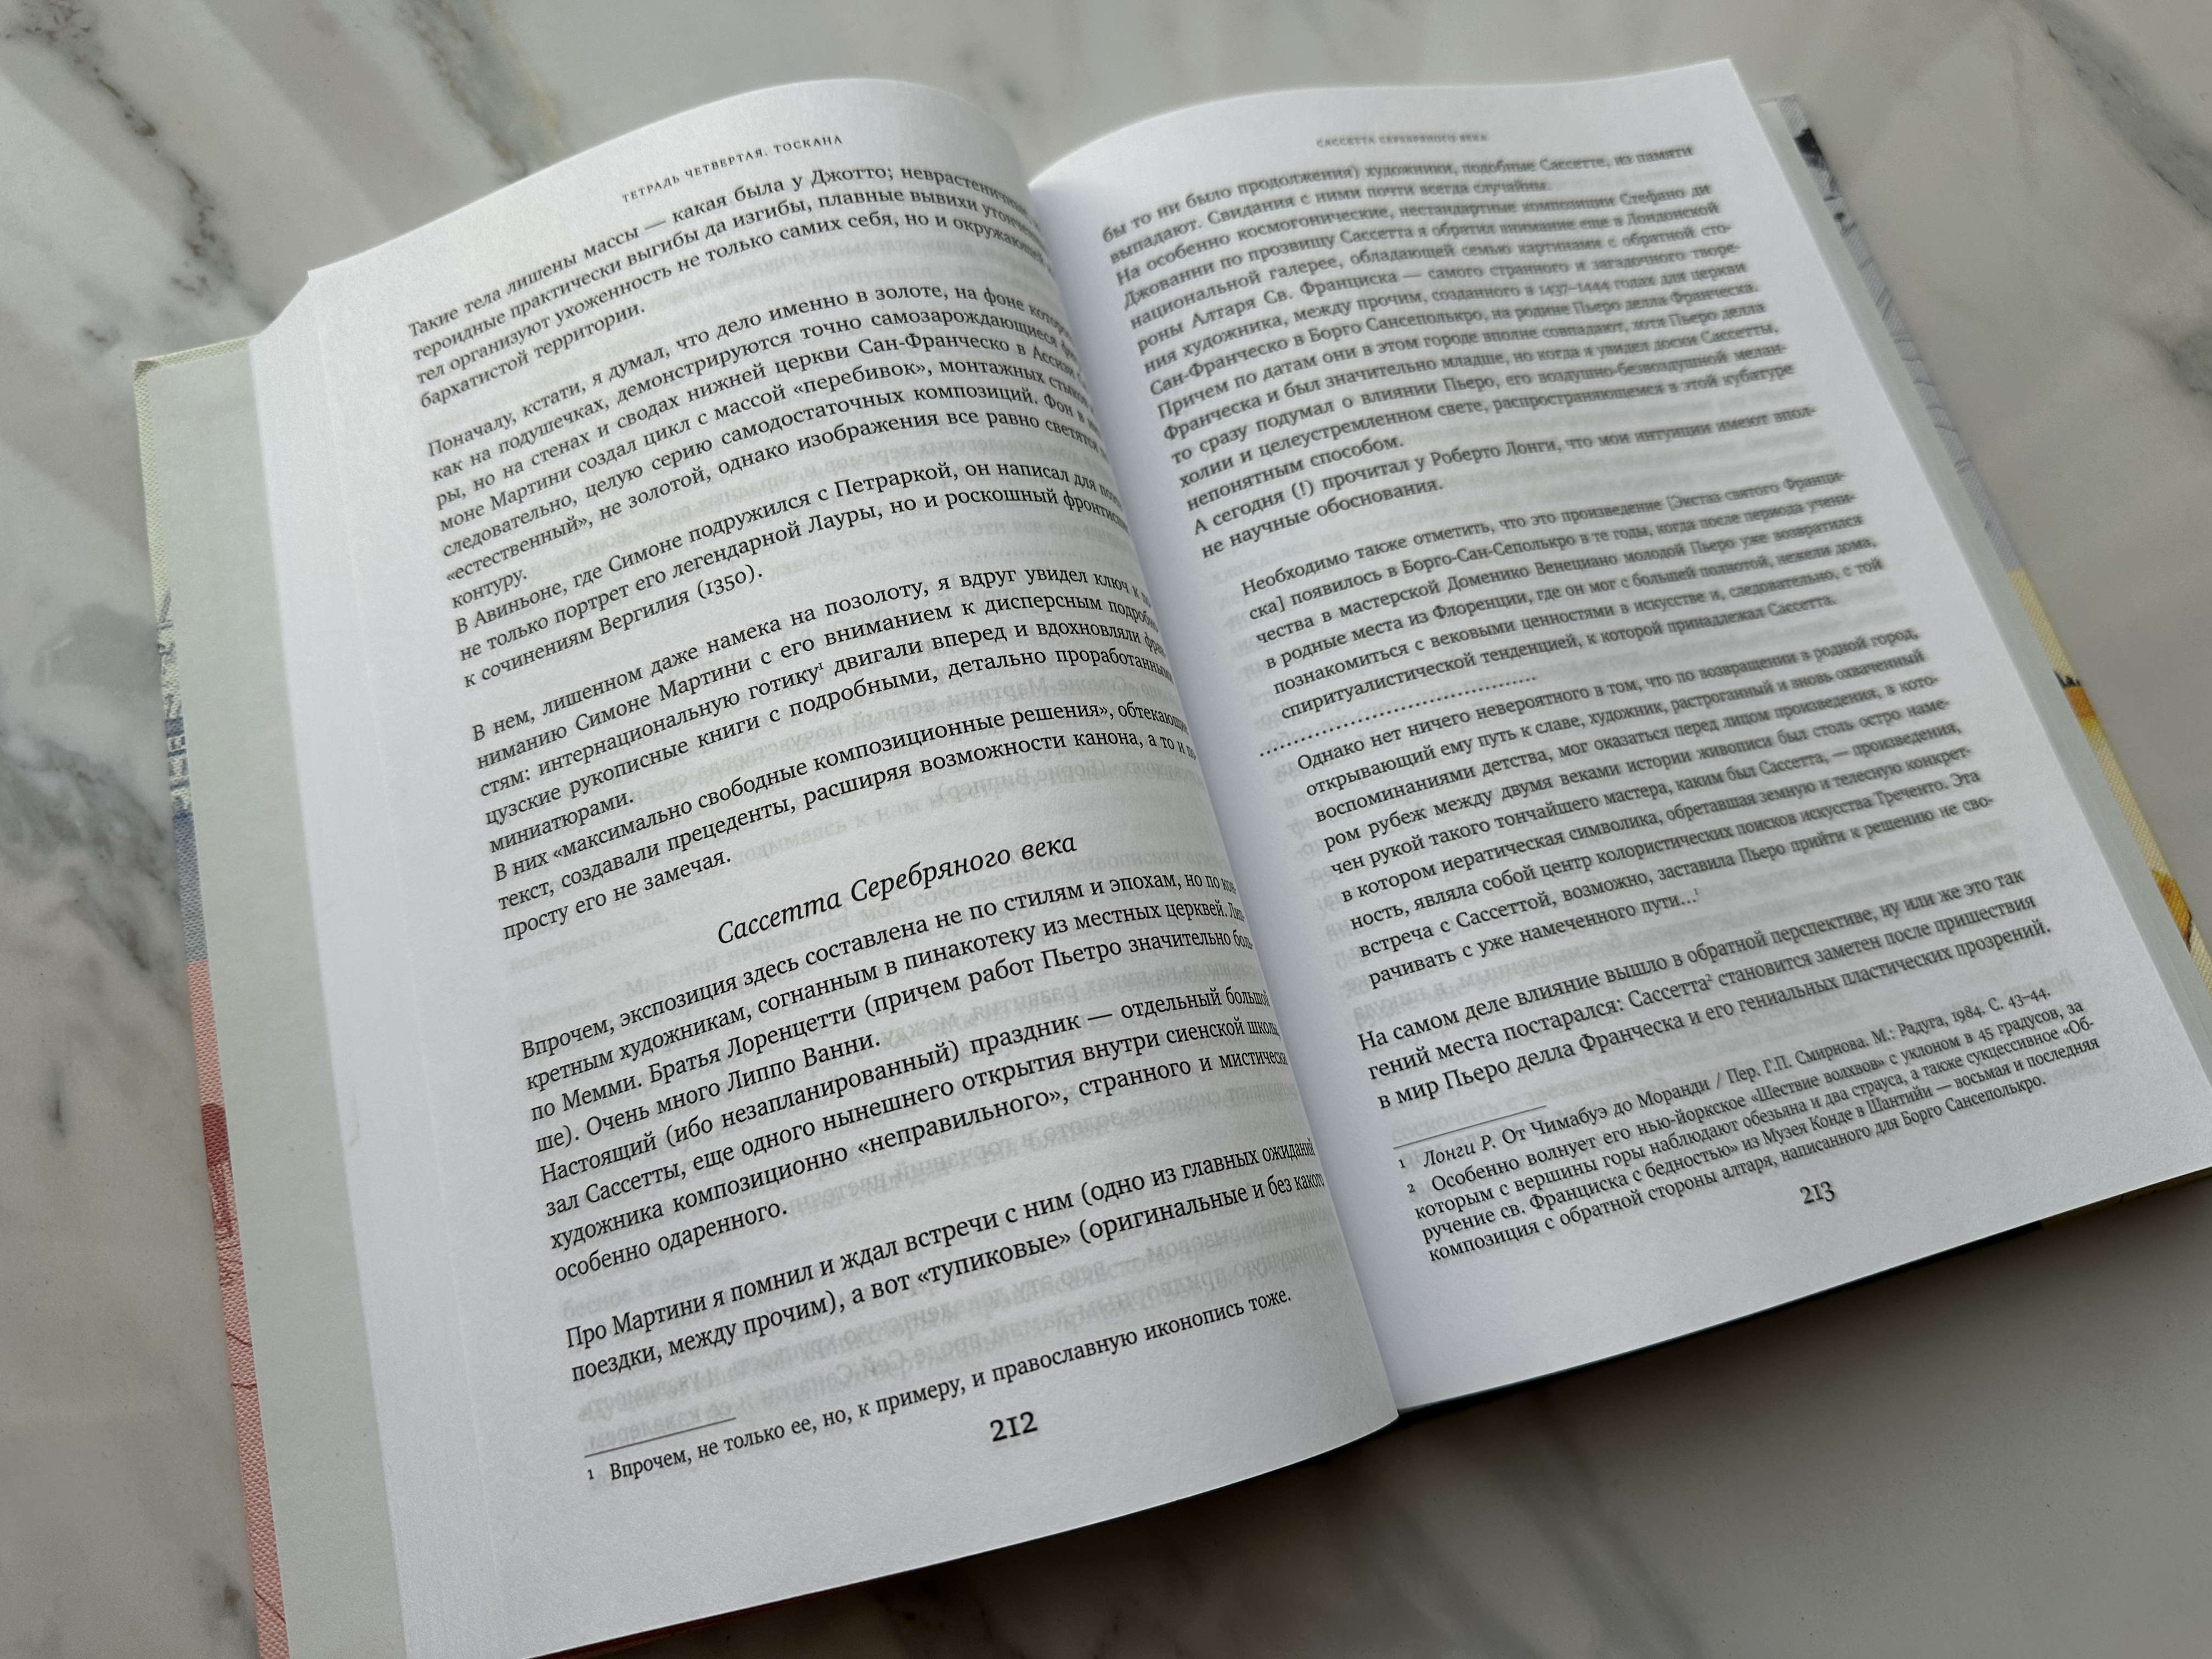 ТЕТРАДЬ ЧЕТВЕРТАЯ. ТОСКАНА
Такие тела лишены массы — какая была у Джотто;
тероидные практически выгибы да изгибы, плавные вывихи
тел организуют ухоженность не только самих себя, но и окружающей
бархатистой территории.
Поначалу, кстати, я думал, что дело именно в золоте, на фоне
как на подушечках, демонстрируются точно самозарождающиеся
ры, но на стенах и сводах нижней церкви Сан-Франческо в Ассизи
моне Мартини создал цикл с массой «перебивок», монтажных
следовательно, целую серию самодостаточных композиций. Фон в
«естественный», не золотой, однако изображения все равно светятся
контуру.
В Авиньоне, где Симоне подружился с Петраркой, он написал для
не только портрет его легендарной Лауры, но и роскошный
к сочинениям Вергилия (1350).
В нем, лишенном даже намека на позолоту, я вдруг увидел ключ к
ниманию Симоне Мартини с его вниманием к дисперсным
стям: интернациональную готику¹ двигали вперед и вдохновляли
цузские рукописные книги с подробными, детально проработанными
миниатюрами.
В них «максимально свободные композиционные решения», обтекающие
текст, создавали прецеденты, расширяя возможности канона, а то и по-
просту его не замечая.
Сассетта Серебряного века
Впрочем, экспозиция здесь составлена не по стилям и эпохам, но по кон-
кретным художникам, согнанным в пинакотеку из местных церквей. Лип-
по Мемми. Братья Лоренцетти (причем работ Пьетро значительно боль-
ше). Очень много Липпо Ванни.
Настоящий (ибо незапланированный) праздник — отдельный большой
зал Сассетты, еще одного нынешнего открытия внутри сиенской школы,
художника композиционно «неправильного», странного и мистически
особенно одаренного.
Про Мартини я помнил и ждал встречи с ним (одно из главных ожиданий
поездки, между прочим), а вот «тупиковые» (оригинальные и без какого
¹ Впрочем, не только ее, но, к примеру, и православную иконопись тоже.
212
САССЕТТА СЕРЕБРЯНОГО ВЕКА
бы то ни было продолжения) художники, подобные Сассетте, из памяти
выпадают. Свидания с ними почти всегда случайны.
На особенно космогонические, нестандартные композиции Стефано ди
Джованни по прозвищу Сассетта я обратил внимание еще в Лондонской
национальной галерее, обладающей семью картинами с обратной сто-
роны Алтаря Св. Франциска — самого странного и загадочного творе-
ния художника, между прочим, созданного в 1437–1444 годах для церкви
Сан-Франческо в Борго Сансеполькро, на родине Пьеро делла Франческа.
Причем по датам они в этом городе вполне совпадают, хотя Пьеро делла
Франческа и был значительно младше, но когда я увидел доски Сассетты,
то сразу подумал о влиянии Пьеро, его воздушно-безвоздушной мелан-
холии и целеустремленном свете, распространяющемся в этой кубатуре
непонятным способом.
А сегодня (!) прочитал у Роберто Лонги, что мои интуиции имеют впол-
не научные обоснования.
Необходимо также отметить, что это произведение [Экстаз святого Франци-
ска] появилось в Борго-Сан-Сеполькро в те годы, когда после периода учени-
чества в мастерской Доменико Венециано молодой Пьеро уже возвратился
в родные места из Флоренции, где он мог с большей полнотой, нежели дома,
познакомиться с вековыми ценностями в искусстве и, следовательно, с той
спиритуалистической тенденцией, к которой принадлежал Сассетта.
........................................
Однако нет ничего невероятного в том, что по возвращении в родной город,
открывающий ему путь к славе, художник, растроганный и вновь охваченный
воспоминаниями детства, мог оказаться перед лицом произведения, в кото-
ром рубеж между двумя веками истории живописи был столь остро наме-
чен рукой такого тончайшего мастера, каким был Сассетта, — произведения,
в котором иератическая символика, обретавшая земную и телесную конкрет-
ность, являла собой центр колористических поисков искусства Треченто. Эта
встреча с Сассеттой, возможно, заставила Пьеро прийти к решению не сво-
рачивать с уже намеченного пути...¹
На самом деле влияние вышло в обратной перспективе, ну или же это так
гений места постарался: Сассетта² становится заметен после пришествия
в мир Пьеро делла Франческа и его гениальных пластических прозрений.
¹ Лонги Р. От Чимабуэ до Моранди / Пер. Г.П. Смирнова. М.: Радуга, 1984. С. 43–44.
² Особенно волнует его нью-йоркское «Шествие волхвов» с уклоном в 45 градусов, за
которым с вершины горы наблюдают обезьяна и два страуса, а также сукцессивное «Об-
ручение св. Франциска с бедностью» из Музея Конде в Шантийи — восьмая и последняя
композиция с обратной стороны алтаря, написанного для Борго Сансеполькро.
213